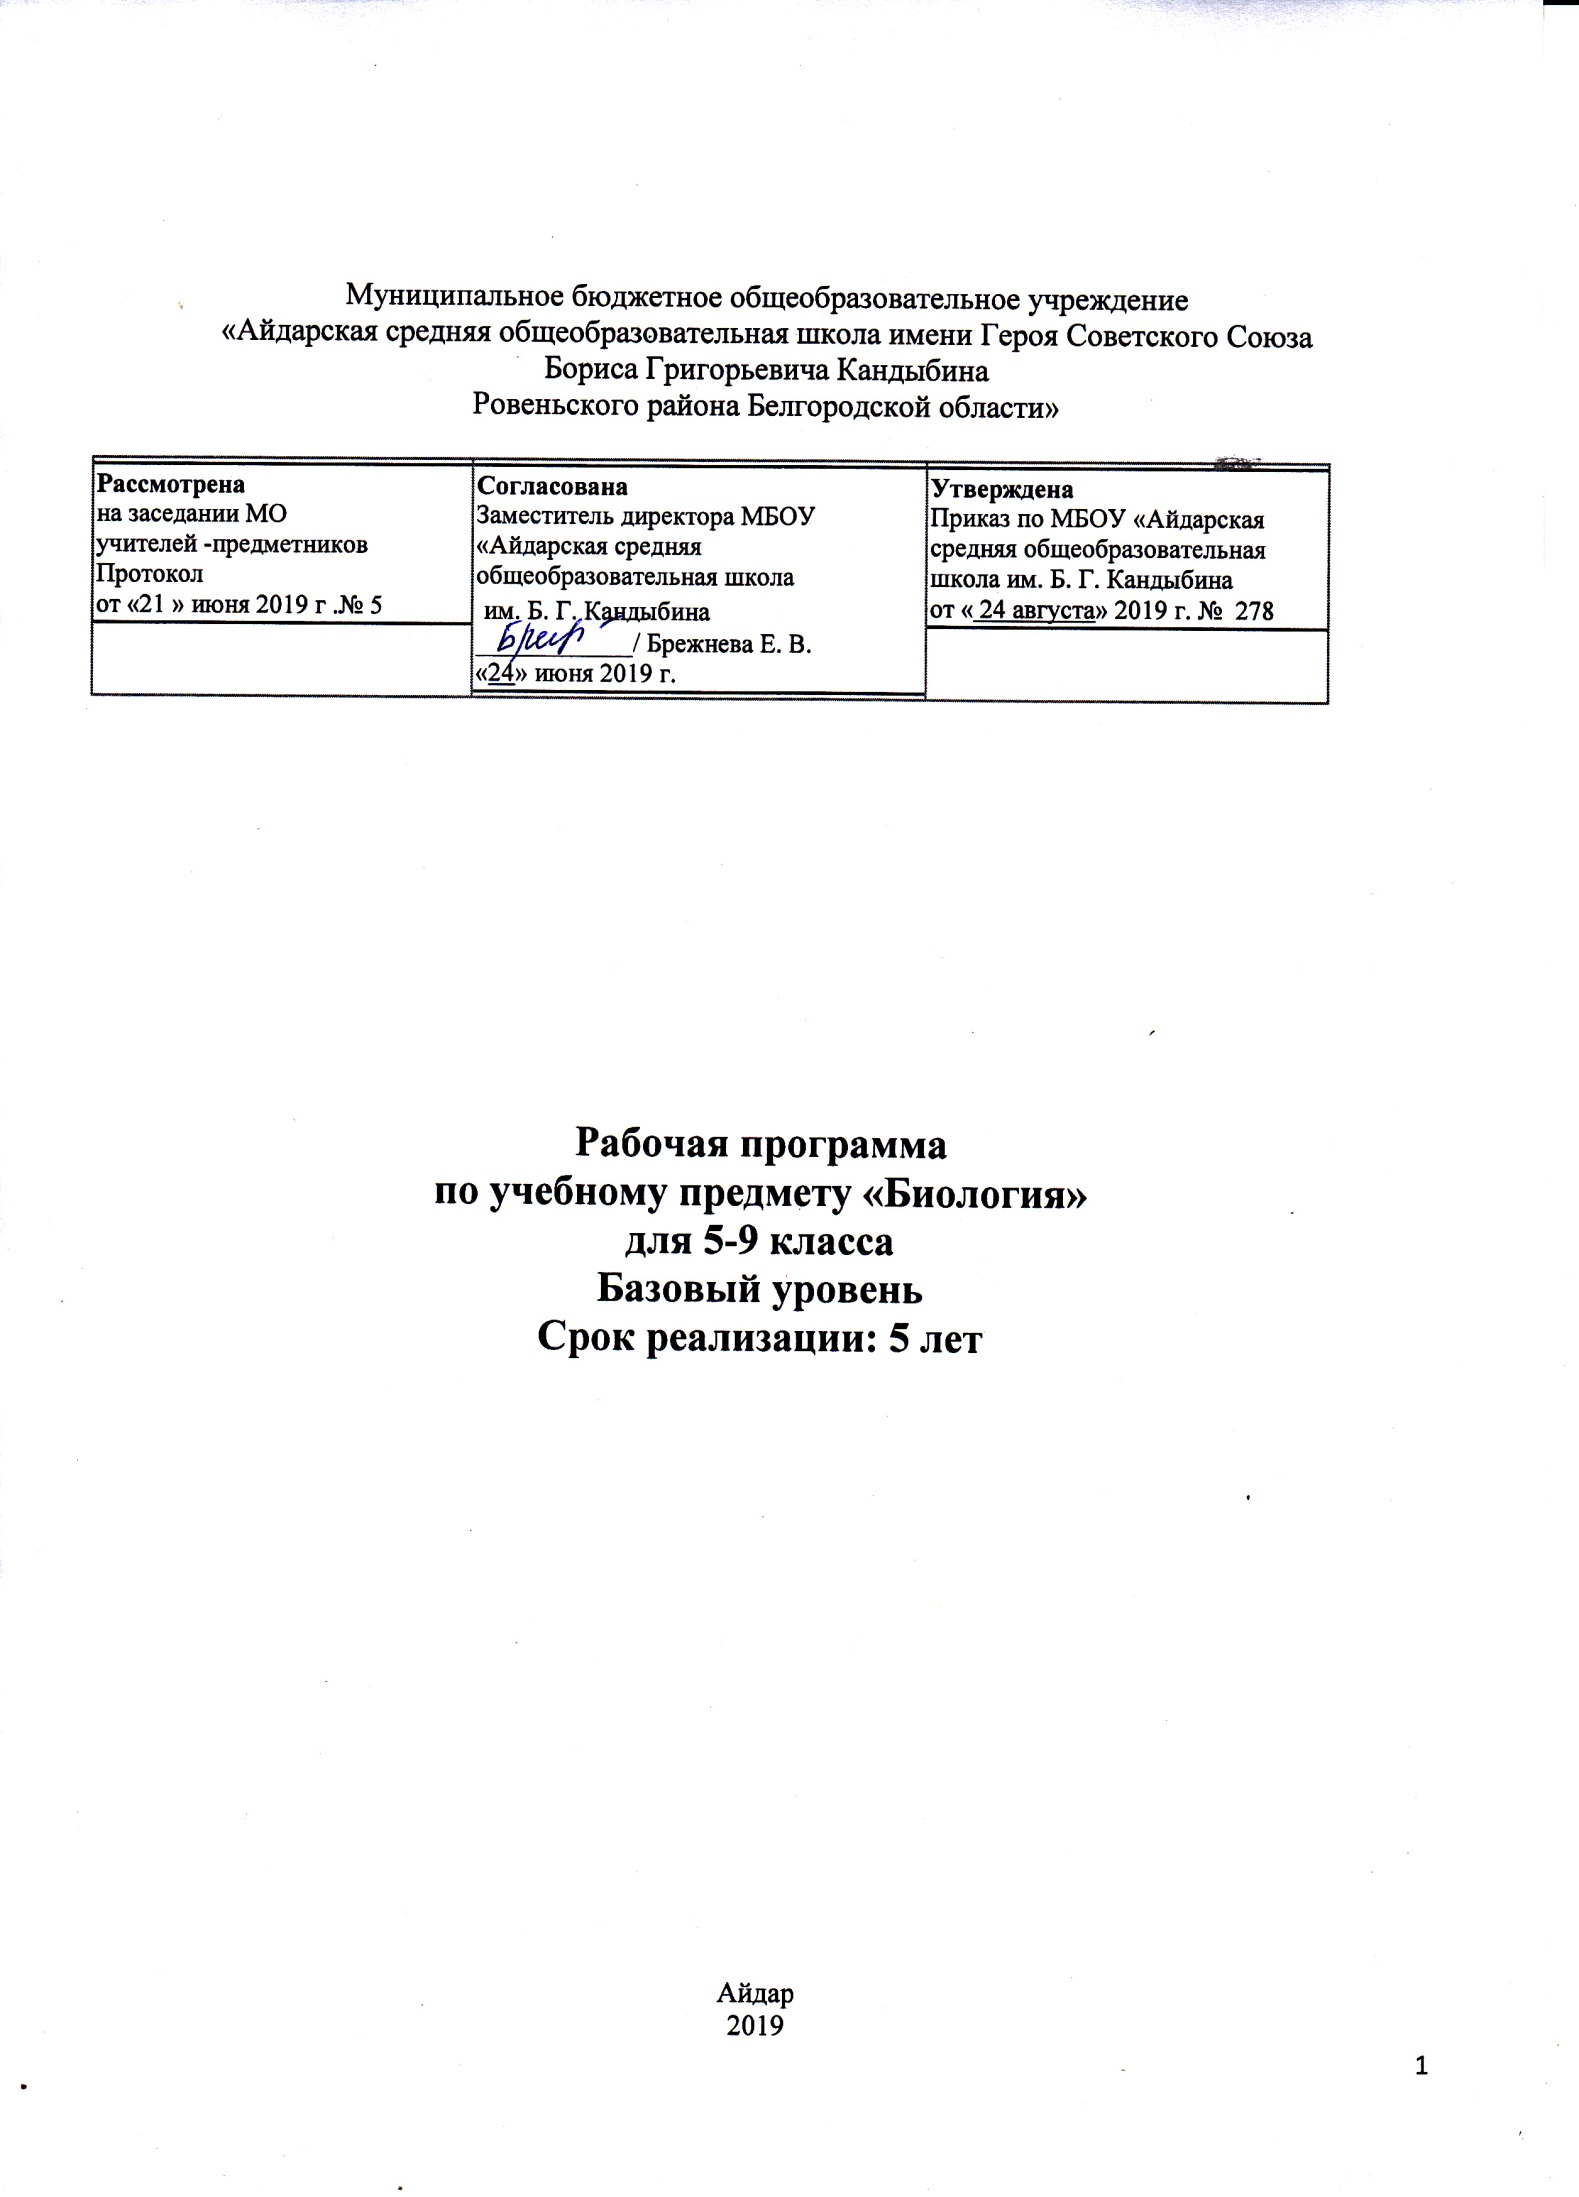 Муниципальное бюджетное общеобразовательное учреждение
«Айдарская средняя общеобразовательная школа имени Героя Советского Союза
Бориса Григорьевича Кандыбина
Ровеньского района Белгородской области»
Рассмотрена
на заседании МО
учителей -предметников
Протокол
от «21 » июня 2019 г .№ 5
Согласована
Заместитель директора МБОУ
«Айдарская средняя
общеобразовательная школа
им. Б. Г. Кандыбина
/ Брежнева Е. В.
«24» июня 2019 г.
Утверждена
Приказ по МБОУ «Айдарская
средняя общеобразовательная
школа им. Б. Г. Кандыбина
от « 24 августа» 2019 г. № 278
Рабочая программа
по учебному предмету «Биология»
для 5-9 класса
Базовый уровень
Срок реализации: 5 лет
Айдар
2019
1